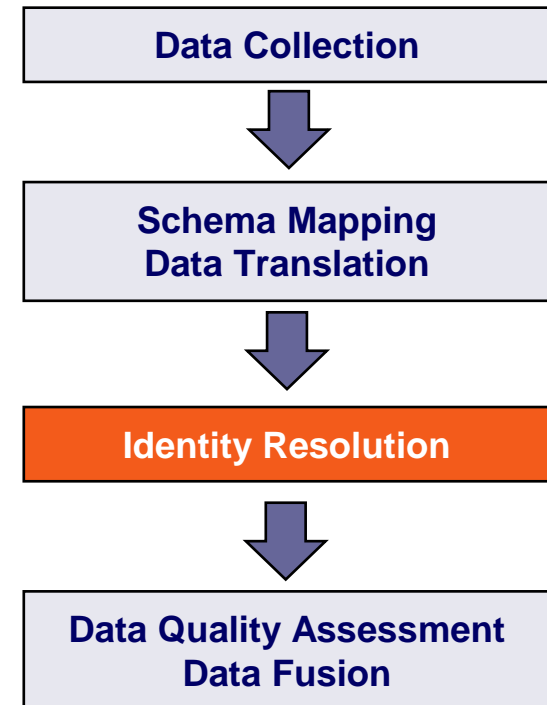 Data Collection
Schema Mapping
Data Translation
Identity Resolution
Data Quality Assessment
Data Fusion